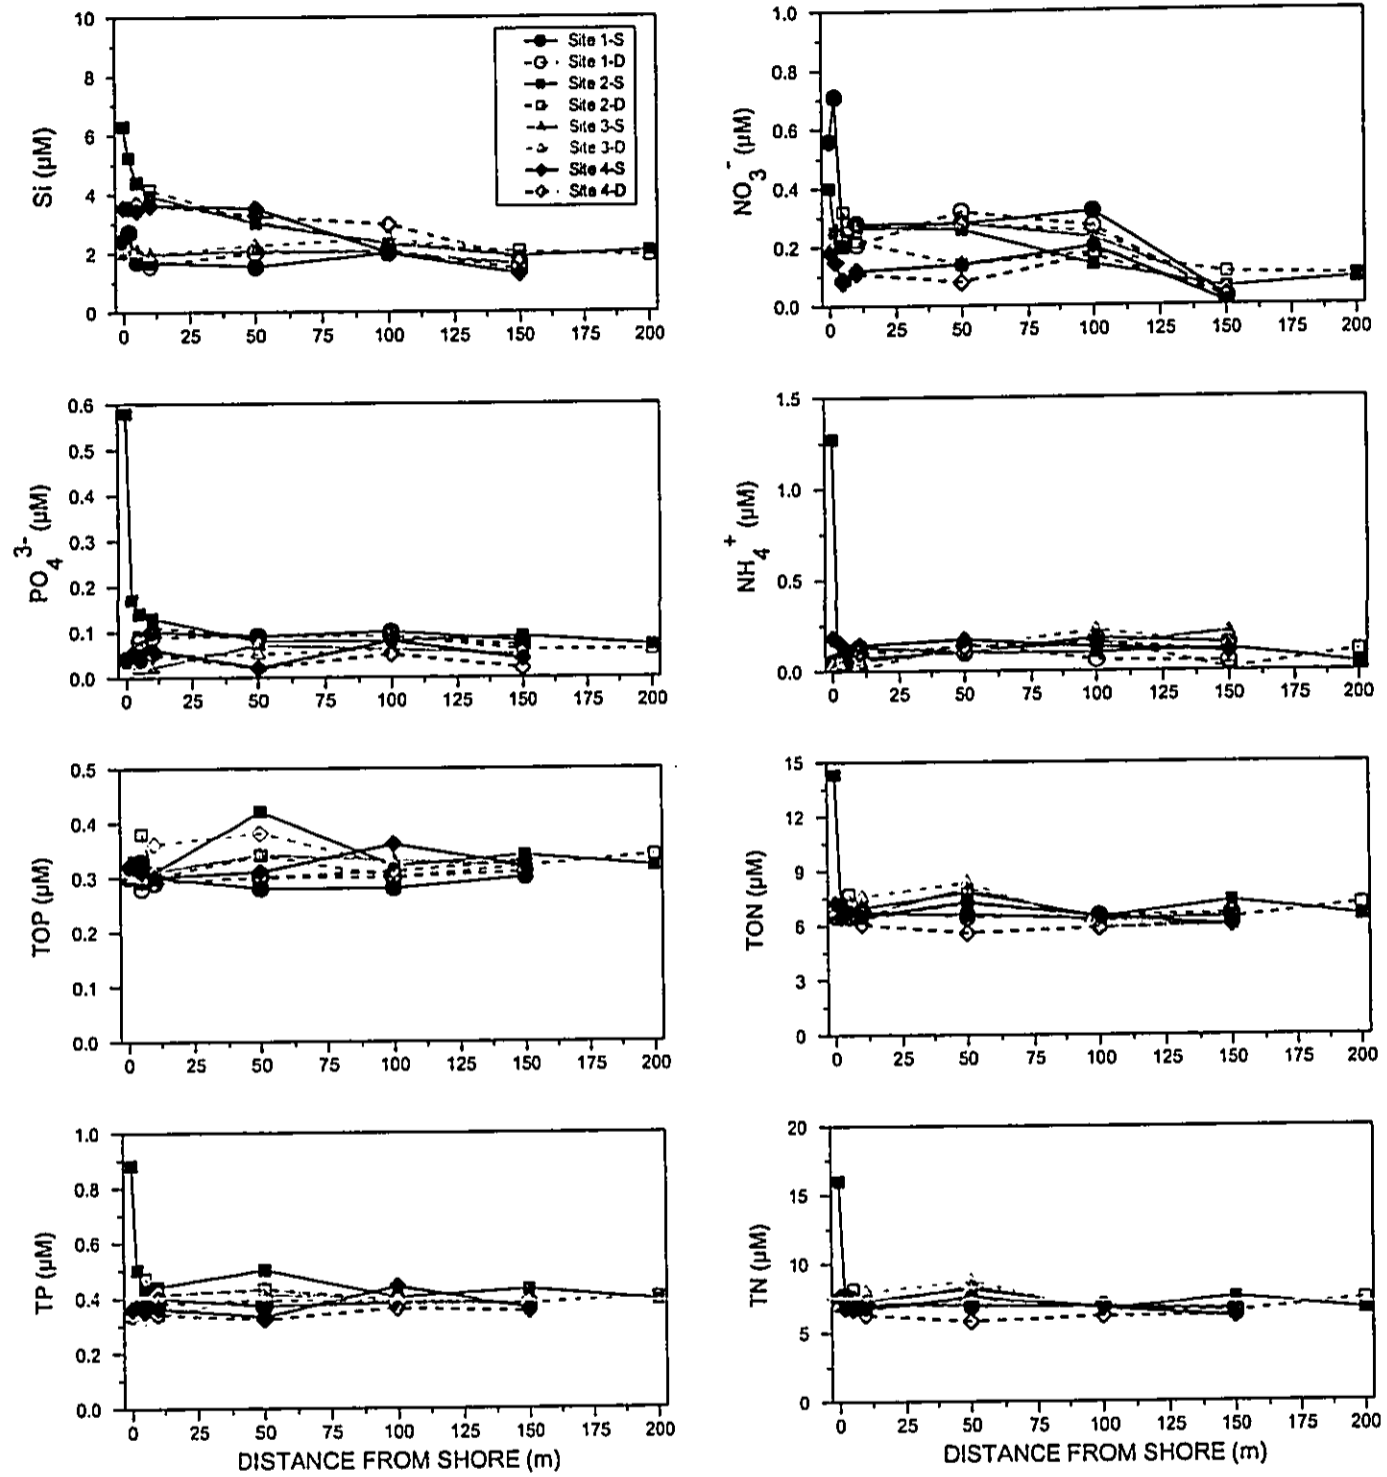 10
8
6
4
2
0
Si (µM)
0 25 50 75 100 125 150 175 200
Site 1-S
Site 1-D
Site 2-S
Site 2-D
Site 3-S
Site 3-D
Site 4-S
Site 4-D
1.0
0.8
0.6
0.4
0.2
0.0
NO3- (µM)
0 25 50 75 100 125 150 175 200
0.6
0.5
0.4
0.3
0.2
0.1
0.0
PO4 3- (µM)
0 25 50 75 100 125 150 175 200
1.5
1.0
0.5
0.0
NH4+ (µM)
0 25 50 75 100 125 150 175 200
0.5
0.4
0.3
0.2
0.1
0.0
TOP (µM)
0 25 50 75 100 125 150 175 200
15
12
9
6
3
0
TON (µM)
0 25 50 75 100 125 150 175 200
1.0
0.8
0.6
0.4
0.2
0.0
TP (µM)
0 25 50 75 100 125 150 175 200
DISTANCE FROM SHORE (m)
20
15
10
5
0
TN (µM)
0 25 50 75 100 125 150 175 200
DISTANCE FROM SHORE (m)